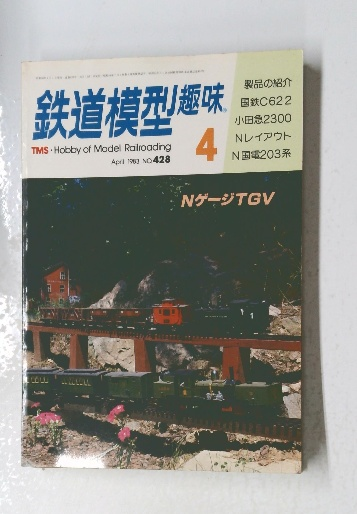 鉄道模型趣味
TMS・Hobby of Model Railroading
April 1983 NO.428
4
製品の紹介
国鉄C622
小田急2300
Nレイアウト
N国電203系
NゲージTGV